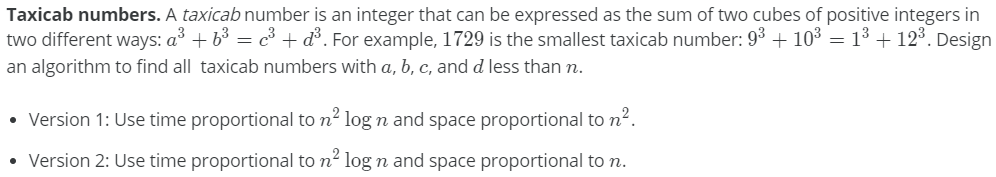 Taxicab numbers. A taxicab number is an integer that can be expressed as the sum of two cubes of positive integers in
two different ways: a³ + b³ = c³ + d³. For example, 1729 is the smallest taxicab number: 9³ + 10³ = 1³ + 12³. Design
an algorithm to find all taxicab numbers with a, b, c, and d less than n.
• Version 1: Use time proportional to n² log n and space proportional to n².
• Version 2: Use time proportional to n² log n and space proportional to n.